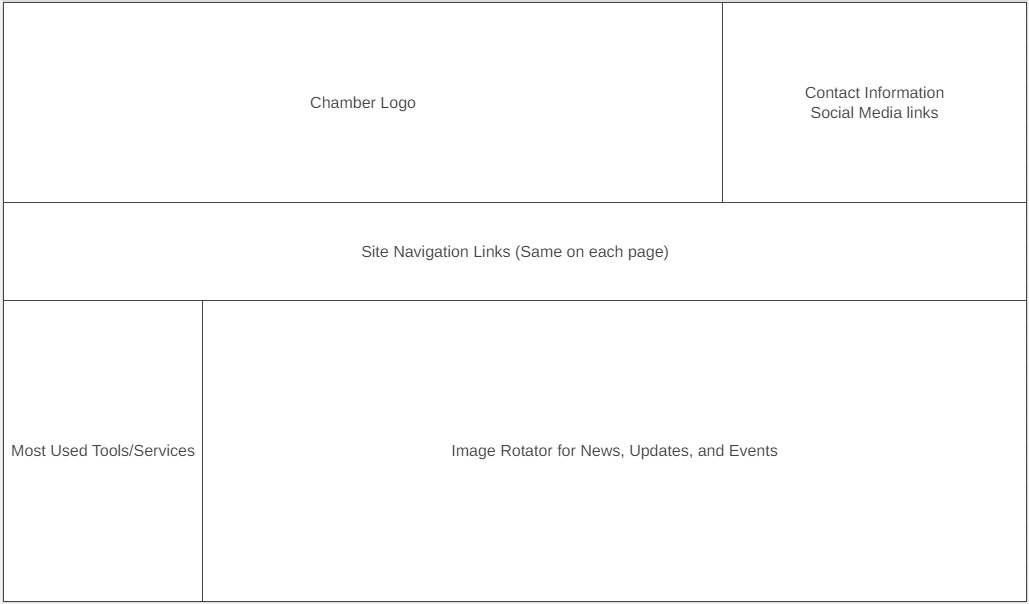 Chamber Logo
Contact Information
Social Media links
Site Navigation Links (Same on each page)
Most Used Tools/Services
Image Rotator for News, Updates, and Events